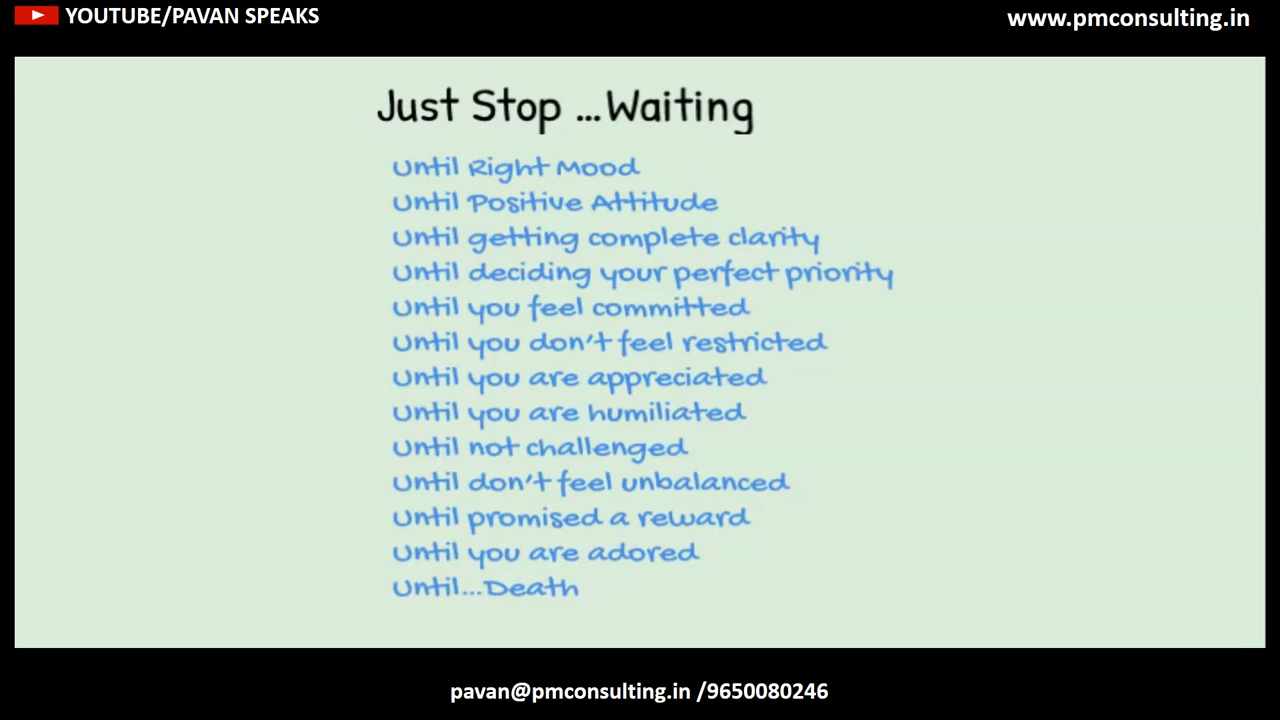 YOUTUBE/PAVAN SPEAKS
www.pmconsulting.in
Just Stop ...Waiting
Until Right Mood
Until Positive Attitude
Until getting complete clarity
Until deciding your perfect priority
Until you feel committed
Until you don't feel restricted
Until you are appreciated
Until you are humiliated
Until not challenged
Until don't feel unbalanced
Until promised a reward
Until you are adored
Until...Death
pavan@pmconsulting.in /9650080246